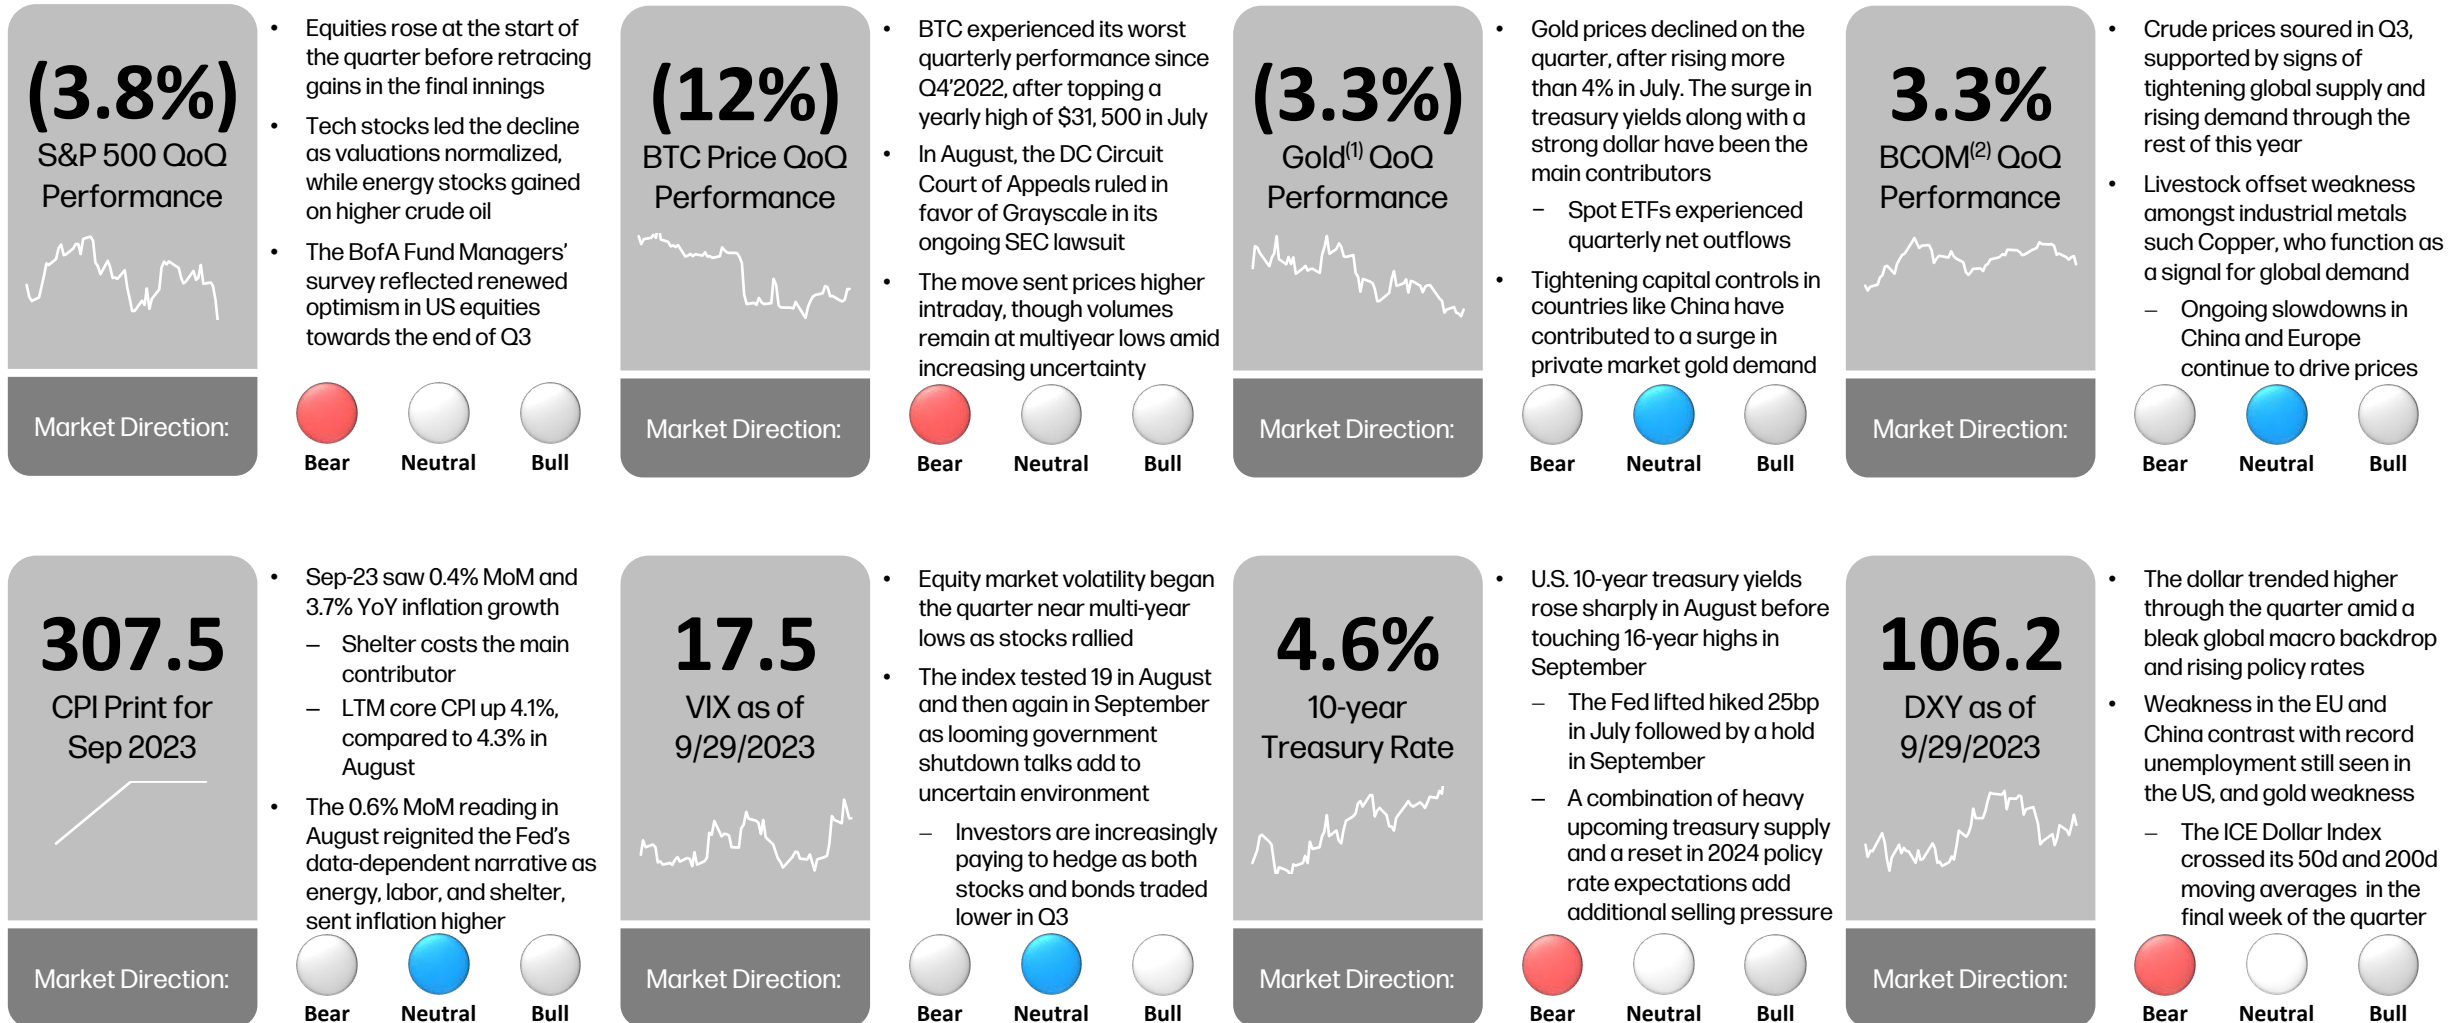 (3.8%)
S&P 500 QoQ
Performance
Market Direction:
• Equities rose at the start of
the quarter before retracing
gains in the final innings
• Tech stocks led the decline
as valuations normalized,
while energy stocks gained
on higher crude oil
• The BofA Fund Managers’
survey reflected renewed
optimism in US equities
towards the end of Q3
Bear Neutral Bull
(12%)
BTC Price QoQ
Performance
Market Direction:
• BTC experienced its worst
quarterly performance since
Q4’2022, after topping a
yearly high of $31, 500 in July
• In August, the DC Circuit
Court of Appeals ruled in
favor of Grayscale in its
ongoing SEC lawsuit
• The move sent prices higher
intraday, though volumes
remain at multiyear lows amid
increasing uncertainty
Bear Neutral Bull
(3.3%)
Gold(1) QoQ
Performance
Market Direction:
• Gold prices declined on the
quarter, after rising more
than 4% in July. The surge in
treasury yields along with a
strong dollar have been the
main contributors
– Spot ETFs experienced
quarterly net outflows
• Tightening capital controls in
countries like China have
contributed to a surge in
private market gold demand
Bear Neutral Bull
3.3%
BCOM(2) QoQ
Performance
Market Direction:
• Crude prices soured in Q3,
supported by signs of
tightening global supply and
rising demand through the
rest of this year
• Livestock offset weakness
amongst industrial metals
such Copper, who function as
a signal for global demand
– Ongoing slowdowns in
China and Europe
continue to drive prices
Bear Neutral Bull
307.5
CPI Print for
Sep 2023
Market Direction:
• Sep-23 saw 0.4% MoM and
3.7% YoY inflation growth
– Shelter costs the main
contributor
– LTM core CPI up 4.1%,
compared to 4.3% in
August
• The 0.6% MoM reading in
August reignited the Fed’s
data-dependent narrative as
energy, labor, and shelter,
sent inflation higher
Bear Neutral Bull
17.5
VIX as of
9/29/2023
Market Direction:
• Equity market volatility began
the quarter near multi-year
lows as stocks rallied
• The index tested 19 in August
and then again in September
as looming government
shutdown talks add to
uncertain environment
– Investors are increasingly
paying to hedge as both
stocks and bonds traded
lower in Q3
Bear Neutral Bull
4.6%
10-year
Treasury Rate
Market Direction:
• U.S. 10-year treasury yields
rose sharply in August before
touching 16-year highs in
September
– The Fed lifted hiked 25bp
in July followed by a hold
in September
– A combination of heavy
upcoming treasury supply
and a reset in 2024 policy
rate expectations add
additional selling pressure
Bear Neutral Bull
106.2
DXY as of
9/29/2023
Market Direction:
• The dollar trended higher
through the quarter amid a
bleak global macro backdrop
and rising policy rates
• Weakness in the EU and
China contrast with record
unemployment still seen in
the US, and gold weakness
– The ICE Dollar Index
crossed its 50d and 200d
moving averages in the
final week of the quarter
Bear Neutral Bull